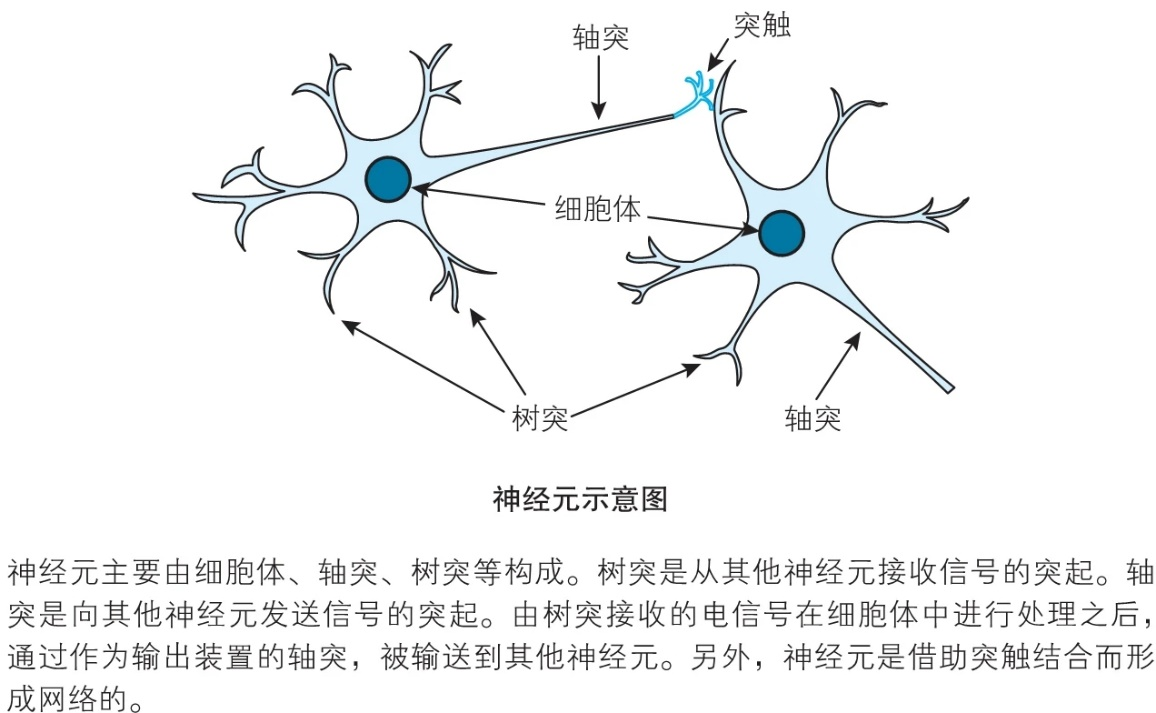 突触
轴突
细胞体
树突
轴突
神经元示意图
神经元主要由细胞体、轴突、树突等构成。树突是从其他神经元接收信号的突起。轴
突是向其他神经元发送信号的突起。由树突接收的电信号在细胞体中进行处理之后，
通过作为输出装置的轴突，被输送到其他神经元。另外，神经元是借助突触结合而形
成网络的。